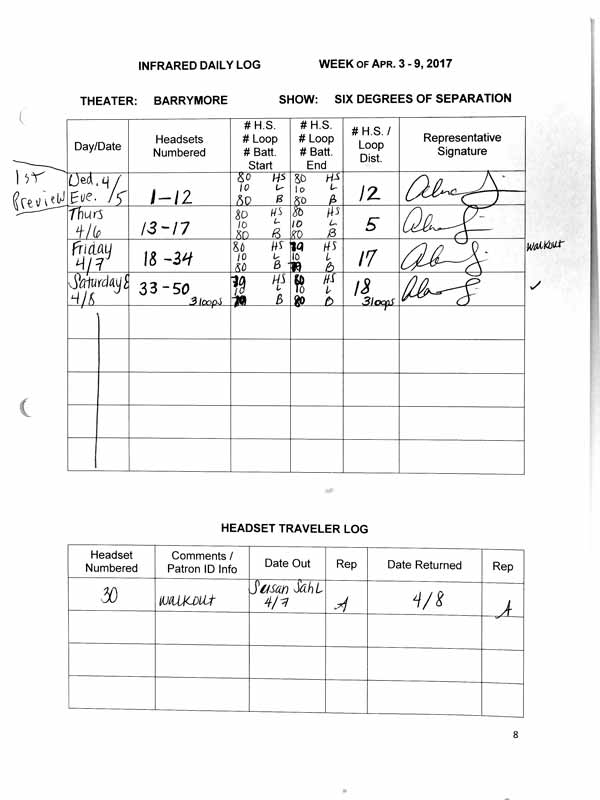 INFRARED DAILY LOG WEEK OF APR. 3 - 9, 2017
THEATER: BARRYMORE SHOW: SIX DEGREES OF SEPARATION
Day/Date Headsets Numbered # H.S. # Loop # Batt. Start # H.S. # Loop # Batt. End # H.S. / Loop Dist. Representative Signature
1st Preview Wed. 4/5 Eve. 1-12 80 HS 10 L 80 B 80 HS 10 L 80 B 12
Thurs 4/6 13-17 80 HS 10 L 80 B 80 HS 10 L 80 B 5
Friday 4/7 18-34 80 HS 10 L 80 B 79 HS 10 L 79 B 17 walkout
Saturday E 4/8 33-50 3 loops 79 HS 10 L 79 B 80 HS 10 L 80 B 18 3 loops ✓
HEADSET TRAVELER LOG
Headset Numbered Comments / Patron ID Info Date Out Rep Date Returned Rep
30 walkout Susan Sahl 4/7 A 4/8 A
8